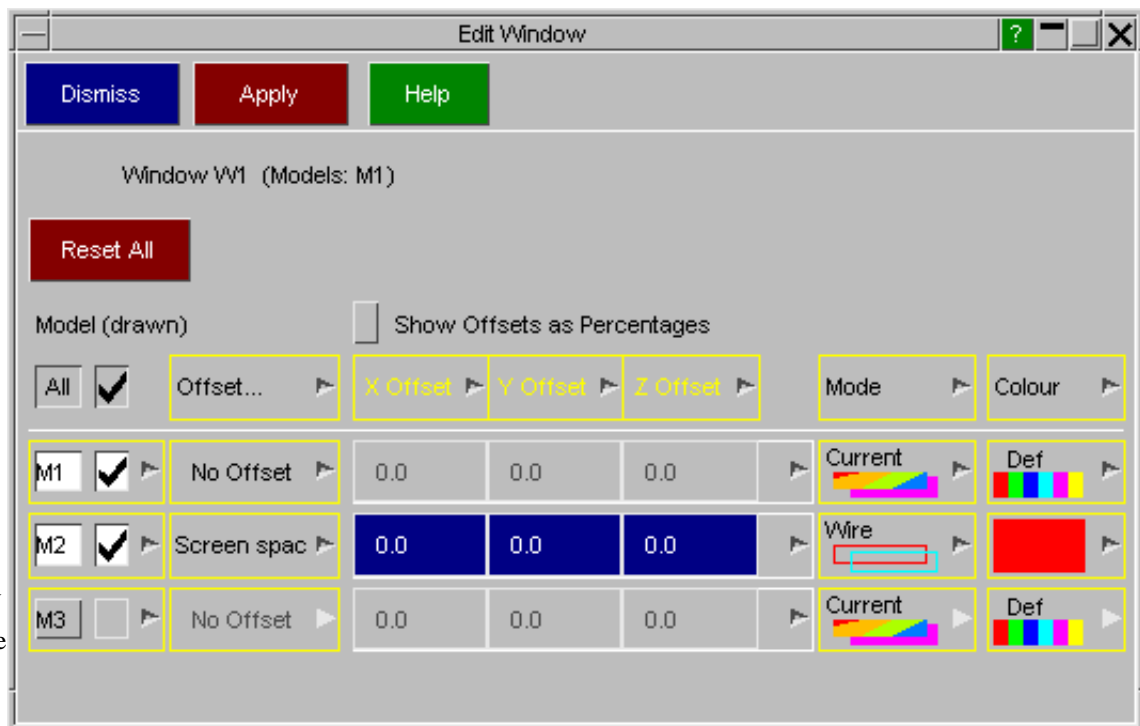 Edit Window ?
Dismiss Apply Help
Window W1 (Models: M1)
Reset All
Model (drawn) Show Offsets as Percentages
All Offset... X Offset Y Offset Z Offset Mode Colour
M1 No Offset 0.0 0.0 0.0 Current Def
M2 Screen spac 0.0 0.0 0.0 Wire
M3 No Offset 0.0 0.0 0.0 Current Def
e